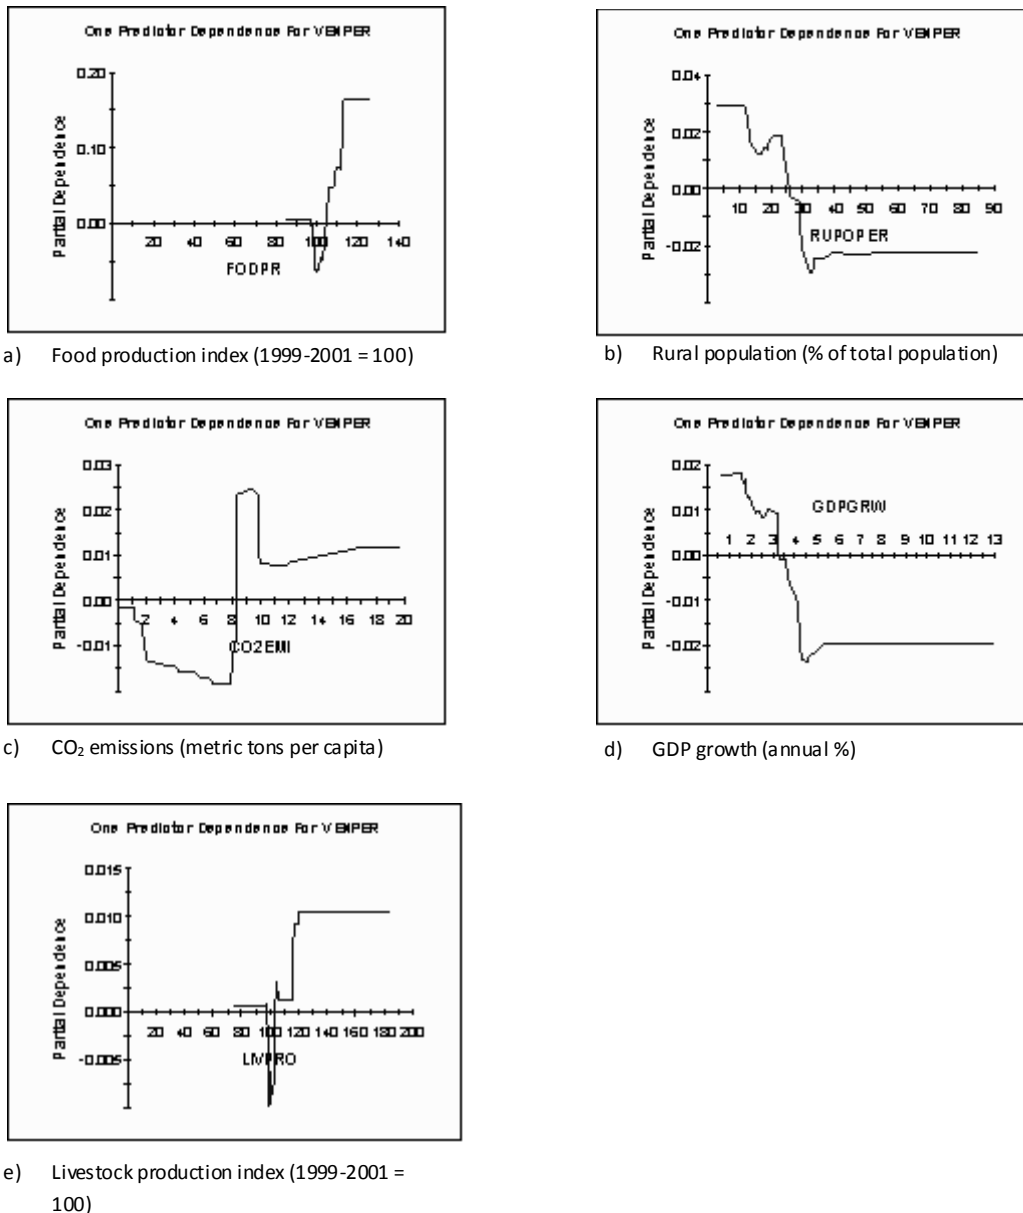 One Predictor Dependence For VEMPER
0.20
0.10
0.00
Partial Dependence
20 40 60 80 100 120 140
FODPR
a) Food production index (1999-2001 = 100)
One Predictor Dependence For VEMPER
0.04
0.02
0.00
-0.02
Partial Dependence
10 20 30 40 50 60 70 80 90
RUPOPER
b) Rural population (% of total population)
One Predictor Dependence For VEMPER
0.03
0.02
0.01
0.00
-0.01
Partial Dependence
2 4 6 8 10 12 14 16 18 20
CO2EMI
c) CO₂ emissions (metric tons per capita)
One Predictor Dependence For VEMPER
0.02
0.01
0.00
-0.01
-0.02
Partial Dependence
GDPGRW
1 2 3 4 5 6 7 8 9 10 11 12 13
d) GDP growth (annual %)
One Predictor Dependence For VEMPER
0.015
0.010
0.005
0.000
-0.005
Partial Dependence
20 40 60 80 100 120 140 160 180 200
LIVPRO
e) Livestock production index (1999-2001 =
100)